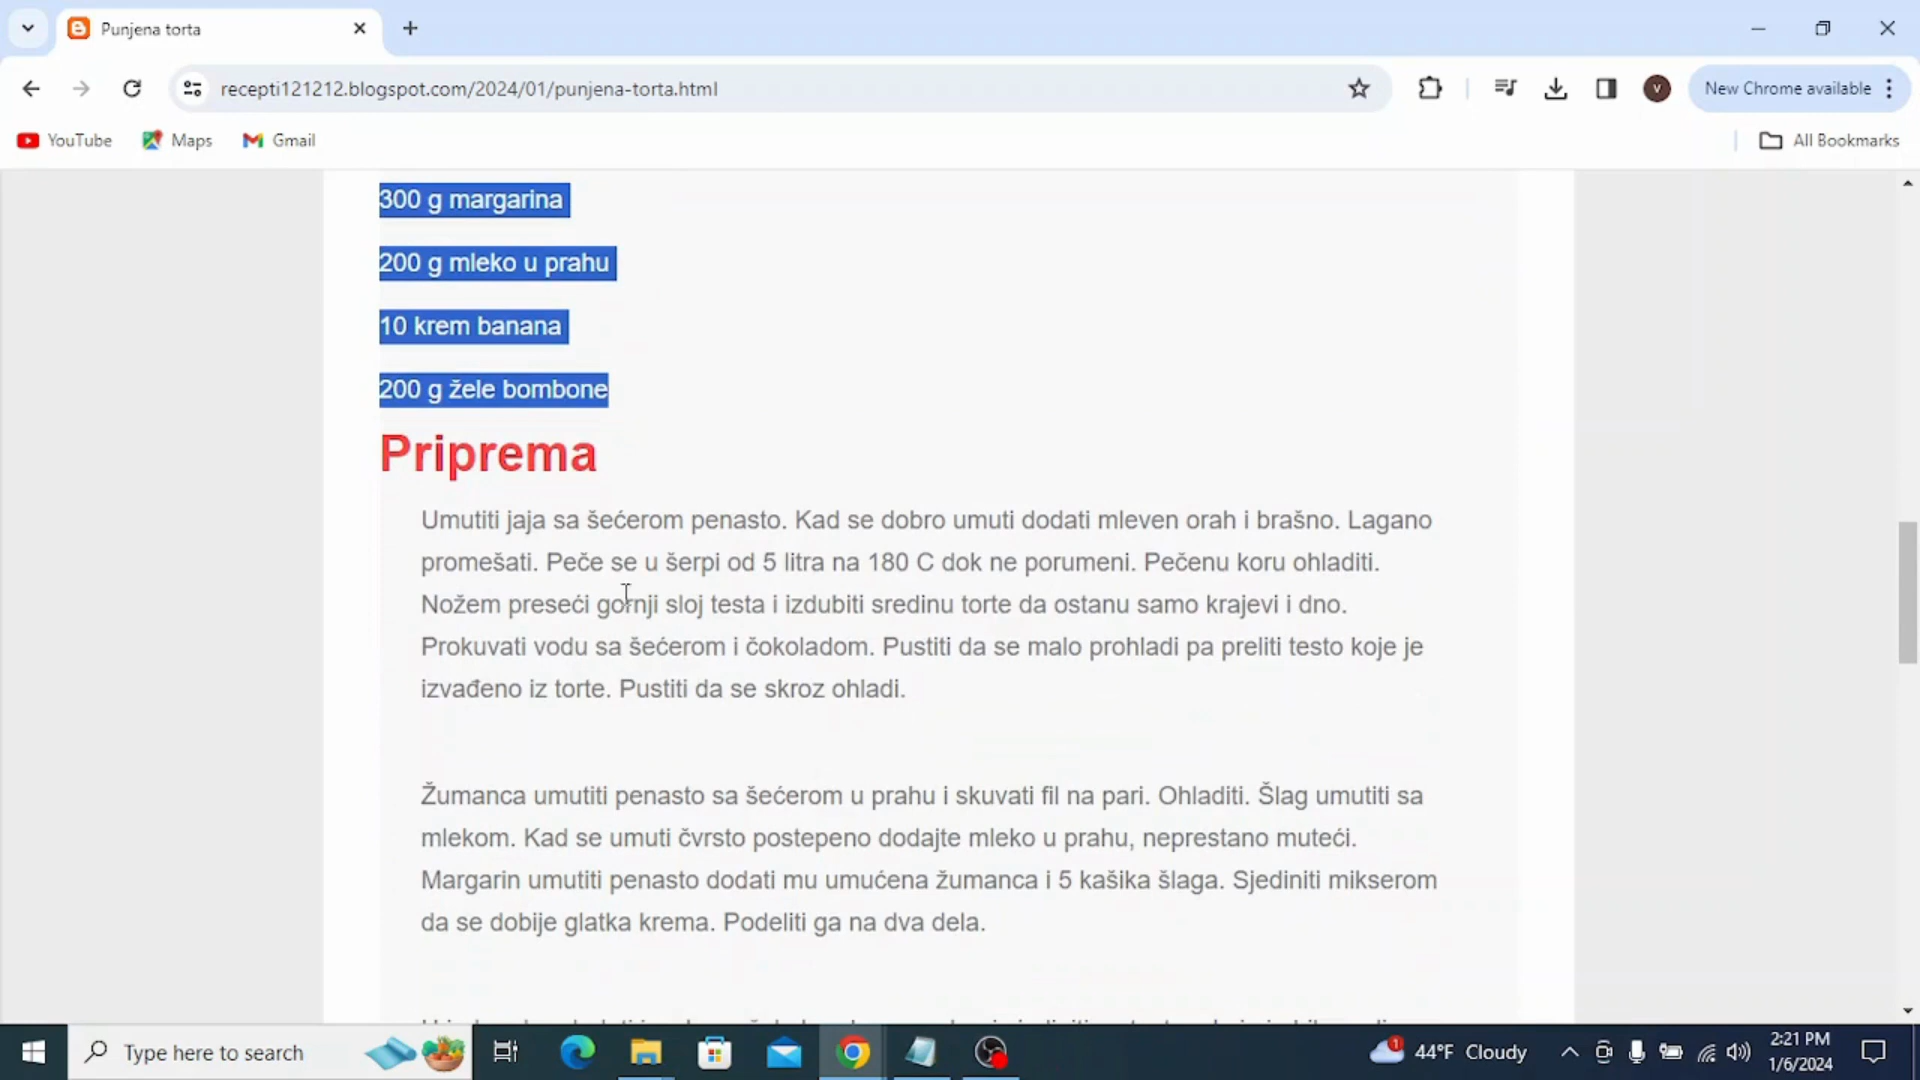 Punjena torta
recepti121212.blogspot.com/2024/01/punjena-torta.html
V
New Chrome available
YouTube
Maps
Gmail
All Bookmarks
300 g margarina
200 g mleko u prahu
10 krem banana
200 g žele bombone
Priprema
Umutiti jaja sa šećerom penasto. Kad se dobro umuti dodati mleven orah i brašno. Lagano
promešati. Peče se u šerpi od 5 litra na 180 C dok ne porumeni. Pečenu koru ohladiti.
Nožem preseći gornji sloj testa i izdubiti sredinu torte da ostanu samo krajevi i dno.
Prokuvati vodu sa šećerom i čokoladom. Pustiti da se malo prohladi pa preliti testo koje je
izvađeno iz torte. Pustiti da se skroz ohladi.
Žumanca umutiti penasto sa šećerom u prahu i skuvati fil na pari. Ohladiti. Šlag umutiti sa
mlekom. Kad se umuti čvrsto postepeno dodajte mleko u prahu, neprestano muteći.
Margarin umutiti penasto dodati mu umućena žumanca i 5 kašika šlaga. Sjediniti mikserom
da se dobije glatka krema. Podeliti ga na dva dela.
Type here to search
1
44°F Cloudy
2:21 PM
1/6/2024